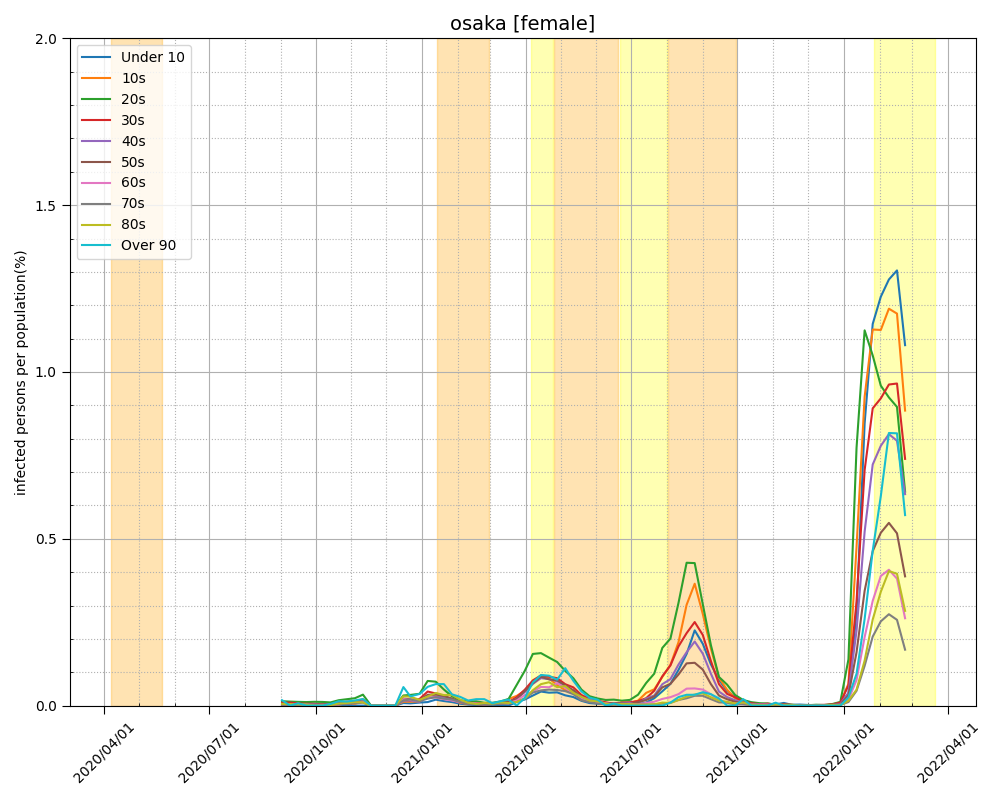 osaka [female]
infected persons per population(%)
2.0
1.5
1.0
0.5
0.0
Under 10
10s
20s
30s
40s
50s
60s
70s
80s
Over 90
2020/04/01
2020/07/01
2020/10/01
2021/01/01
2021/04/01
2021/07/01
2021/10/01
2022/01/01
2022/04/01